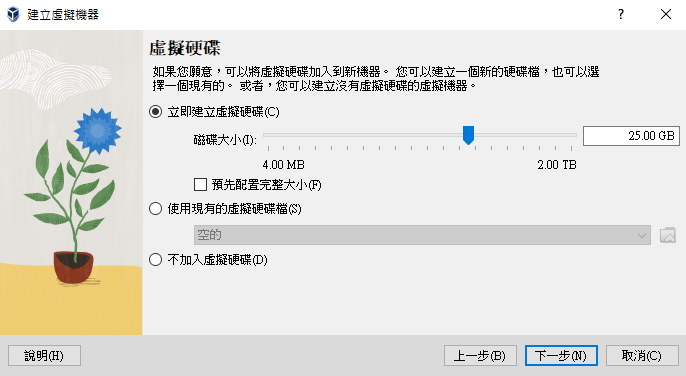 建立虛擬機器
虛擬硬碟
如果您願意，可以將虛擬硬碟加入到新機器。您可以建立一個新的硬碟檔，也可以選
擇一個現有的。或者，您可以建立沒有虛擬硬碟的虛擬機器。
立即建立虛擬硬碟(C)
磁碟大小(I): 25.00 GB
4.00 MB 2.00 TB
預先配置完整大小(F)
使用現有的虛擬硬碟檔(S)
空的
不加入虛擬硬碟(D)
說明(H) 上一步(B) 下一步(N) 取消(C)